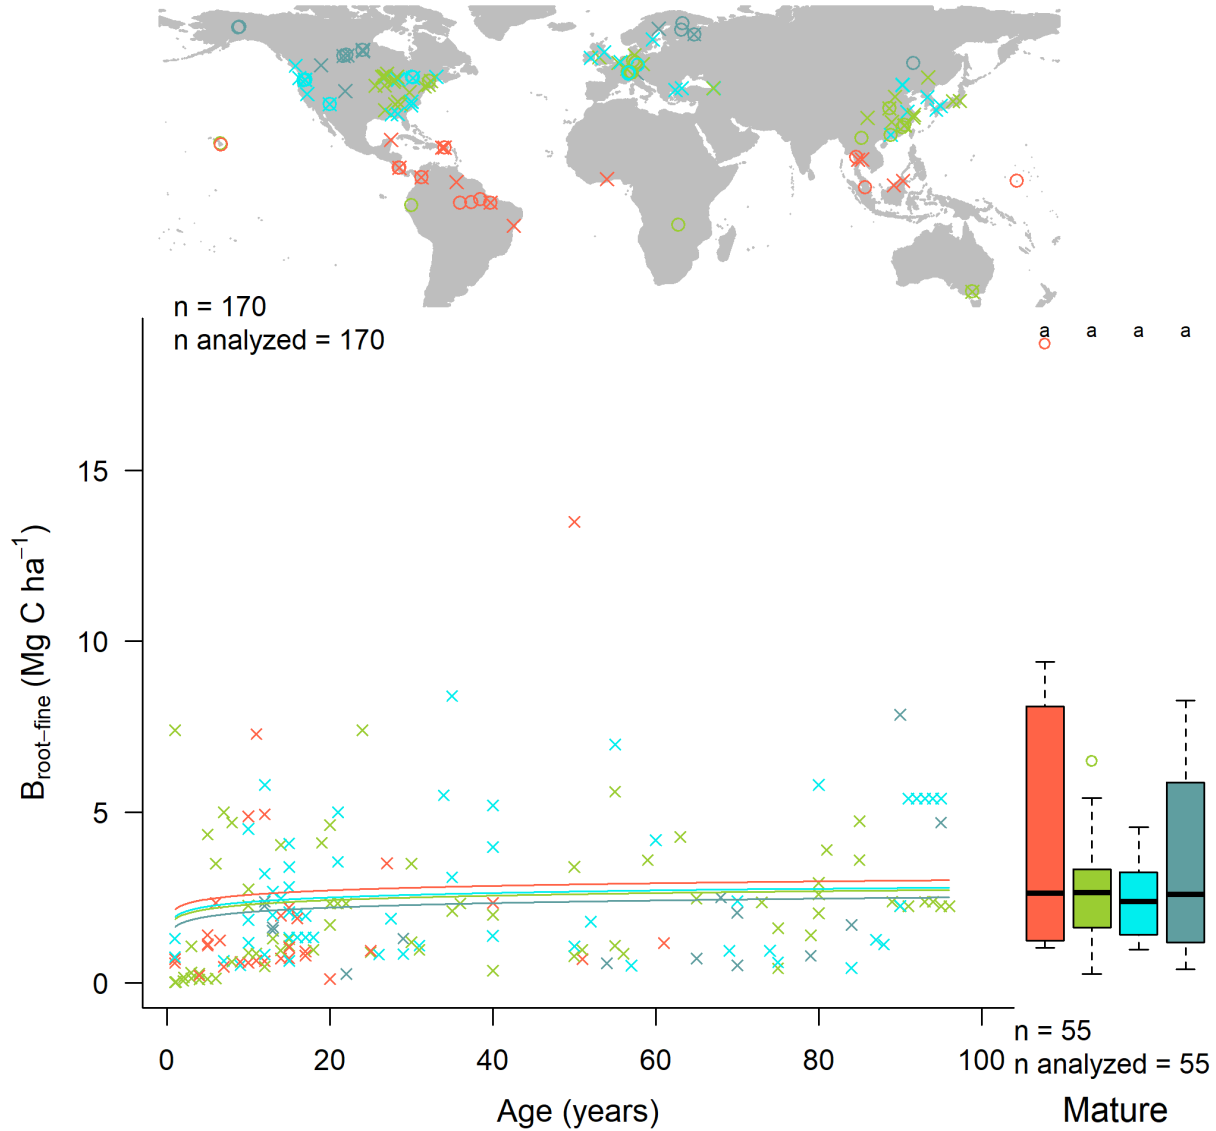 n = 170
n analyzed = 170
a a a a
15
10
5
0
B root−fine (Mg C ha−1)
0 20 40 60 80 100
Age (years)
n = 55
n analyzed = 55
Mature